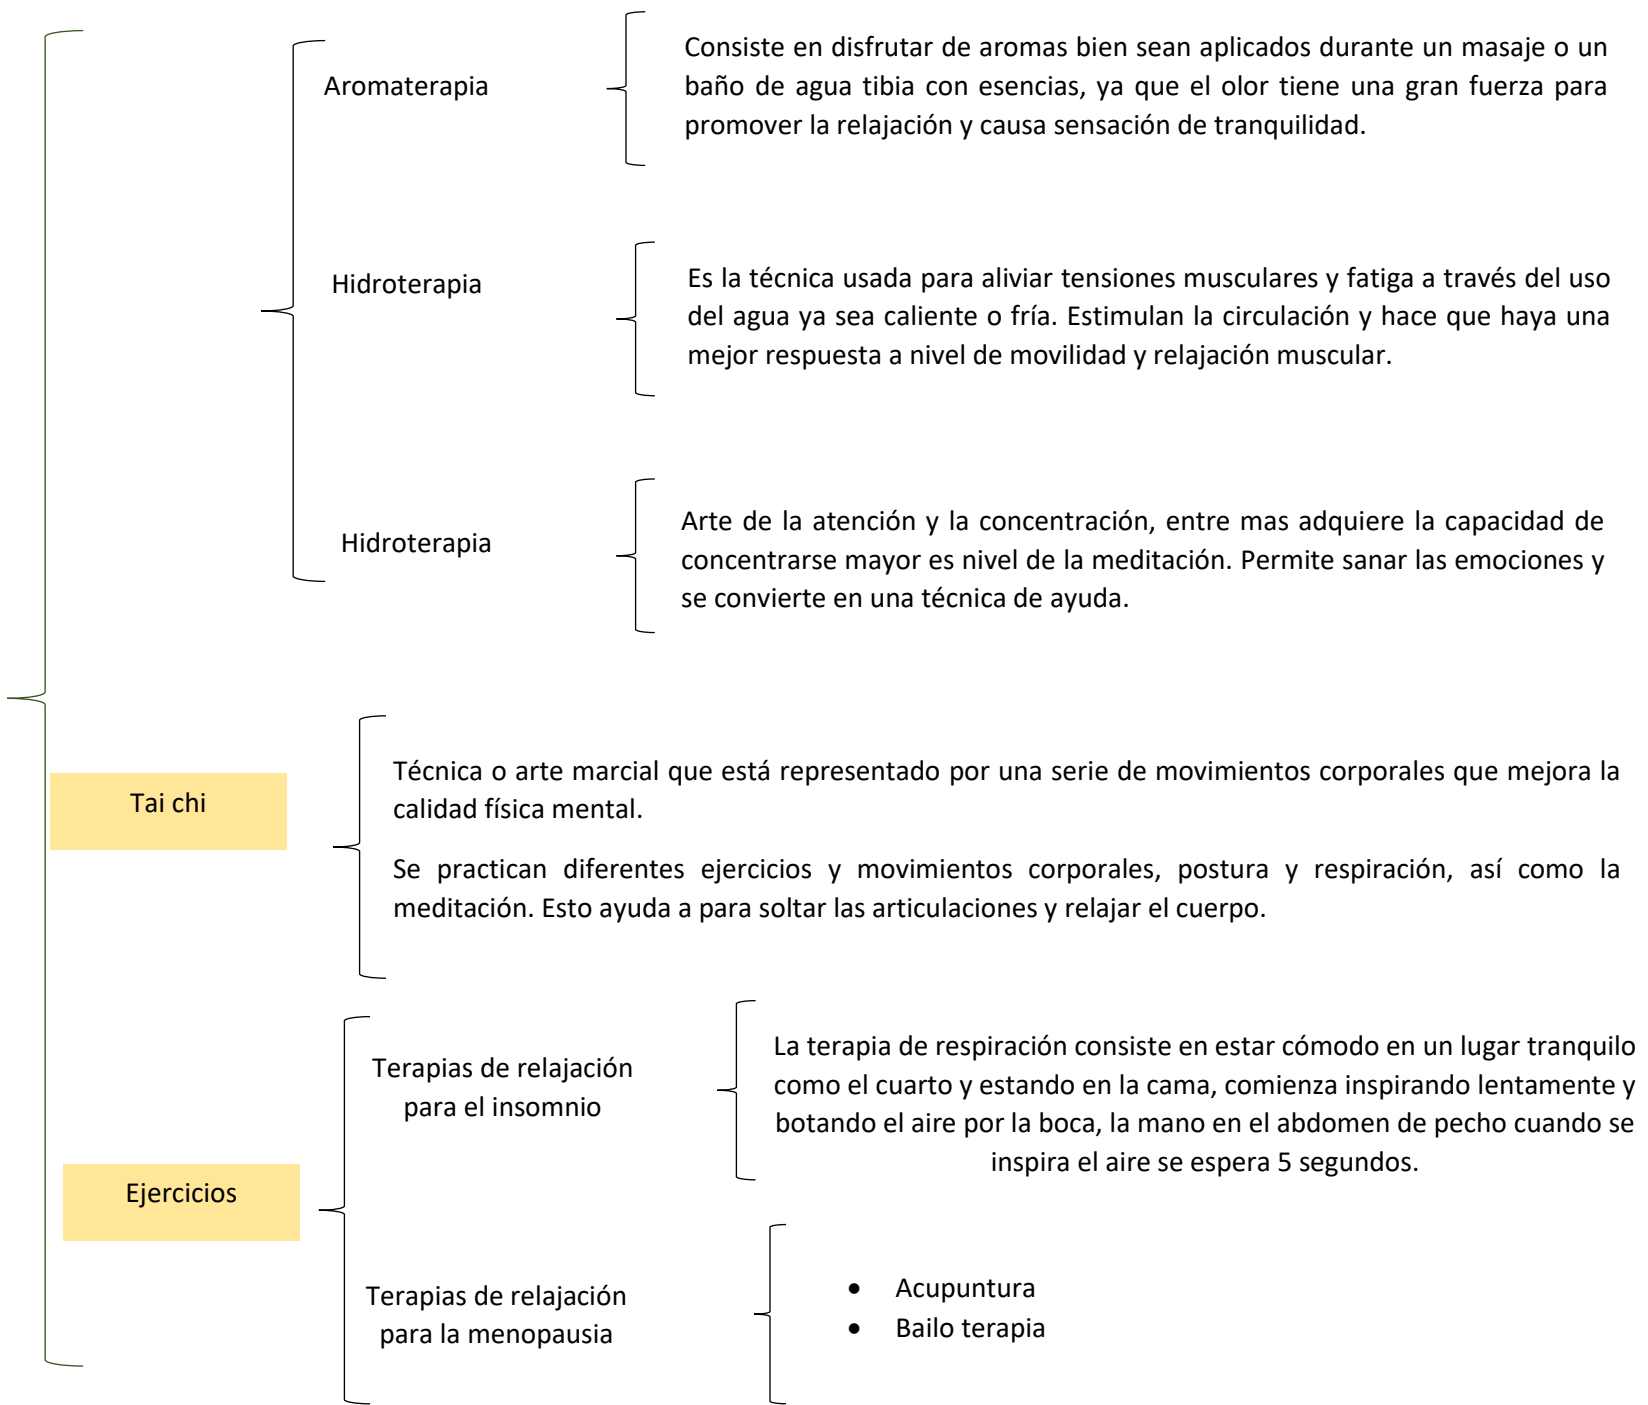 Aromaterapia
Consiste en disfrutar de aromas bien sean aplicados durante un masaje o un
baño de agua tibia con esencias, ya que el olor tiene una gran fuerza para
promover la relajación y causa sensación de tranquilidad.
Hidroterapia
Es la técnica usada para aliviar tensiones musculares y fatiga a través del uso
del agua ya sea caliente o fría. Estimulan la circulación y hace que haya una
mejor respuesta a nivel de movilidad y relajación muscular.
Hidroterapia
Arte de la atención y la concentración, entre mas adquiere la capacidad de
concentrarse mayor es nivel de la meditación. Permite sanar las emociones y
se convierte en una técnica de ayuda.
Tai chi
Técnica o arte marcial que está representado por una serie de movimientos corporales que mejora la
calidad física mental.
Se practican diferentes ejercicios y movimientos corporales, postura y respiración, así como la
meditación. Esto ayuda a para soltar las articulaciones y relajar el cuerpo.
Ejercicios
Terapias de relajación
para el insomnio
La terapia de respiración consiste en estar cómodo en un lugar tranquilo
como el cuarto y estando en la cama, comienza inspirando lentamente y
botando el aire por la boca, la mano en el abdomen de pecho cuando se
inspira el aire se espera 5 segundos.
Terapias de relajación
para la menopausia
• Acupuntura
• Bailo terapia